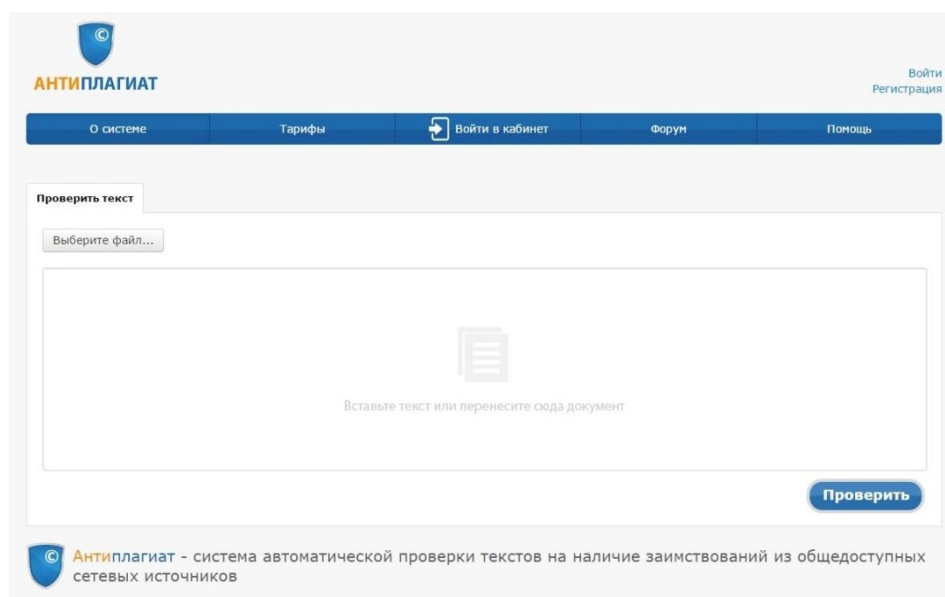 ©
АНТИПЛАГИАТ
Войти
Регистрация
О системе
Тарифы
Войти в кабинет
Форум
Помощь
Проверить текст
Выберите файл...
Вставьте текст или перенесите сюда документ
Проверить
©
Антиплагиат - система автоматической проверки текстов на наличие заимствований из общедоступных
сетевых источников